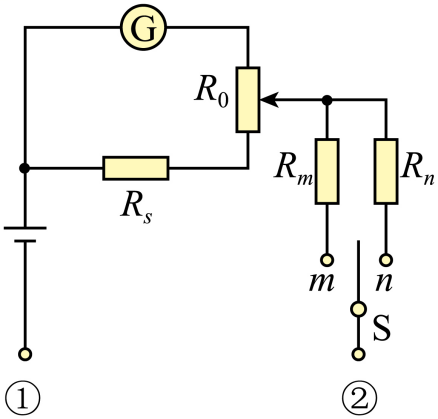 G
R₀
Rₛ
Rₘ Rₙ
m n
S
① ②